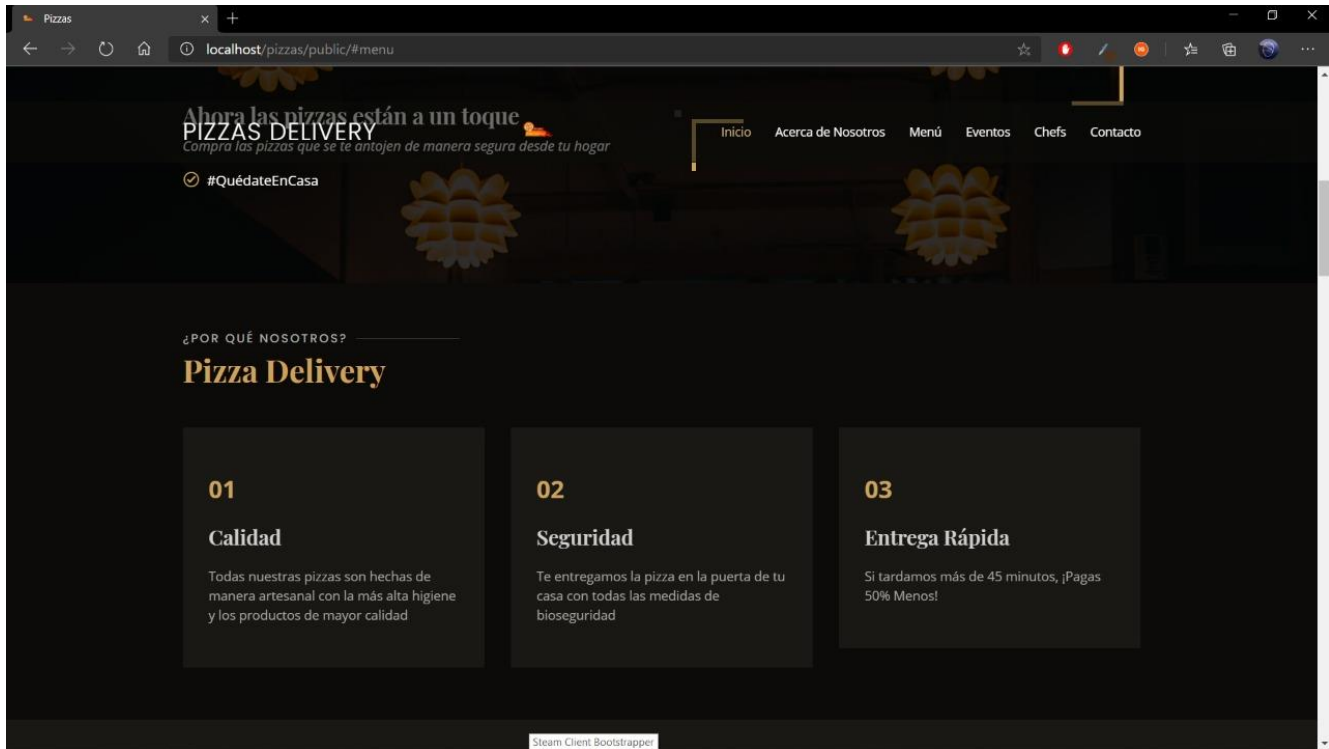 Pizzas
localhost/pizzas/public/#menu
Ahora las pizzas están a un toque
PIZZAS DELIVERY
Inicio Acerca de Nosotros Menú Eventos Chefs Contacto
Compra las pizzas que se te antojen de manera segura desde tu hogar
#QuédateEnCasa
¿POR QUÉ NOSOTROS?
Pizza Delivery
01
Calidad
Todas nuestras pizzas son hechas de
manera artesanal con la más alta higiene
y los productos de mayor calidad
02
Seguridad
Te entregamos la pizza en la puerta de tu
casa con todas las medidas de
bioseguridad
03
Entrega Rápida
Si tardamos más de 45 minutos, ¡Pagas
50% Menos!
Steam Client Bootstrapper